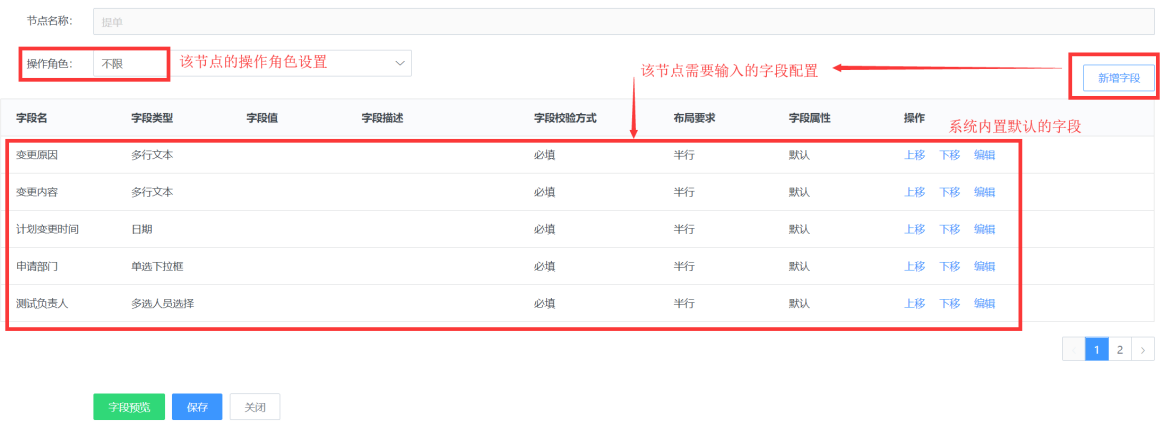 节点名称： 提单
操作角色： 不限 该节点的操作角色设置
该节点需要输入的字段配置
新增字段
字段名 字段类型 字段值 字段描述 字段校验方式 布局要求 字段属性 操作
系统内置默认的字段
变更原因 多行文本 必填 半行 默认 上移 下移 编辑
变更内容 多行文本 必填 半行 默认 上移 下移 编辑
计划变更时间 日期 必填 半行 默认 上移 下移 编辑
申请部门 单选下拉框 必填 半行 默认 上移 下移 编辑
测试负责人 多选人员选择 必填 半行 默认 上移 下移 编辑
1 2
字段预览 保存 关闭